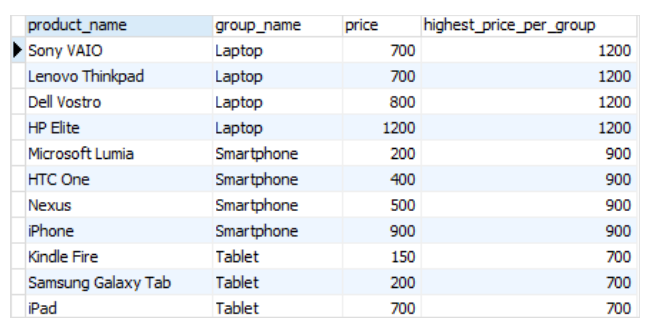 product_name group_name price highest_price_per_group
Sony VAIO Laptop 700 1200
Lenovo Thinkpad Laptop 700 1200
Dell Vostro Laptop 800 1200
HP Elite Laptop 1200 1200
Microsoft Lumia Smartphone 200 900
HTC One Smartphone 400 900
Nexus Smartphone 500 900
iPhone Smartphone 900 900
Kindle Fire Tablet 150 700
Samsung Galaxy Tab Tablet 200 700
iPad Tablet 700 700